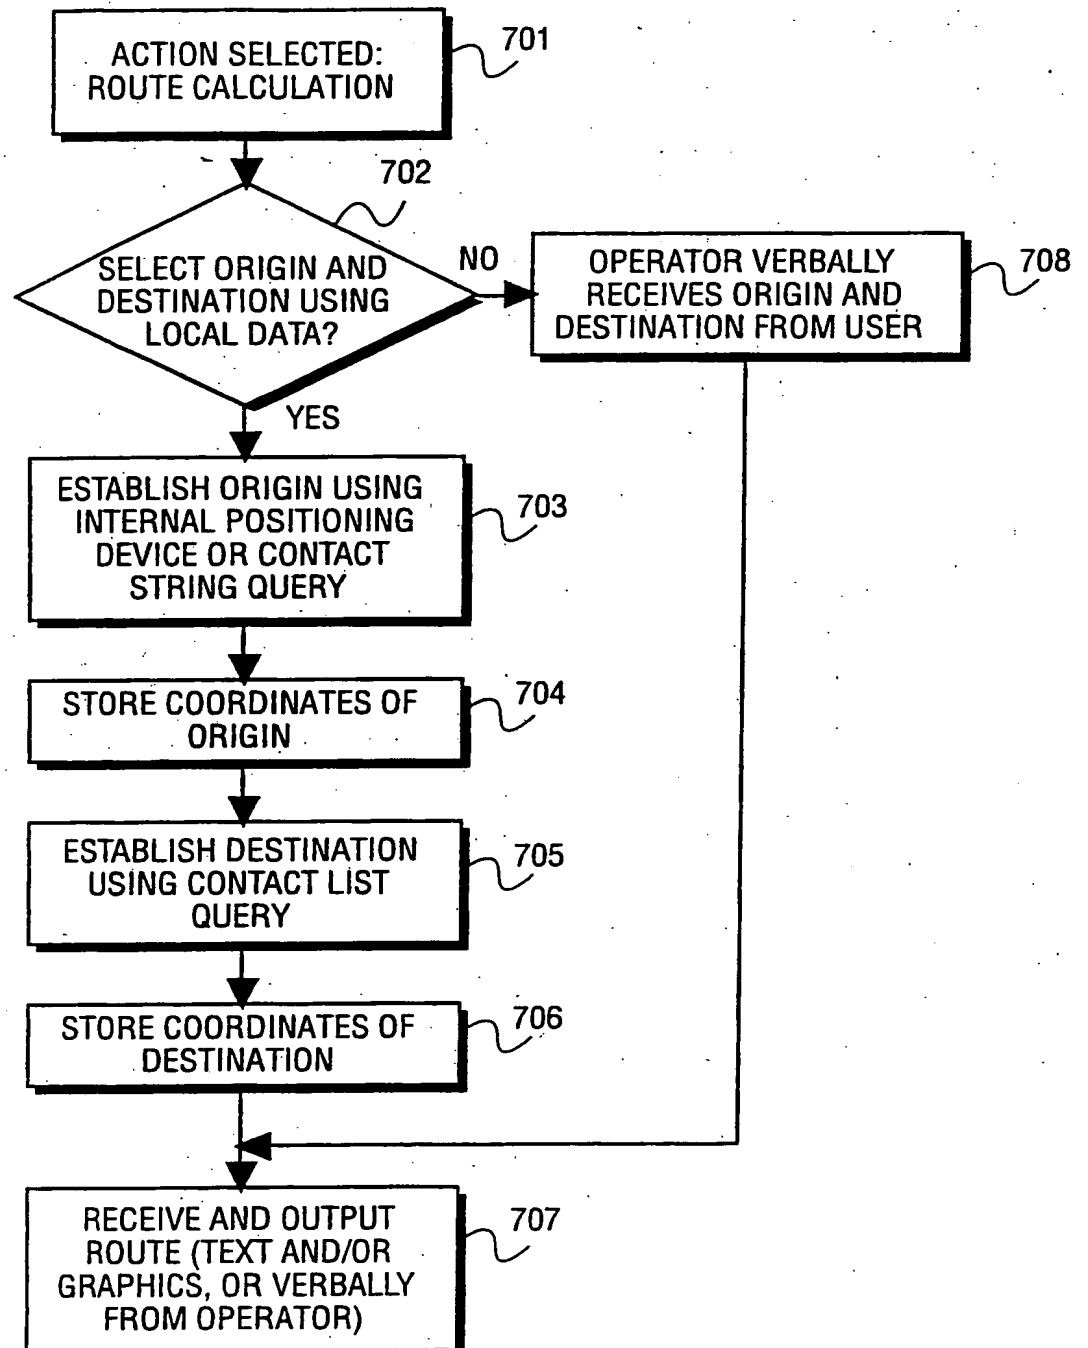 ACTION SELECTED:
ROUTE CALCULATION
701
702
SELECT ORIGIN AND
DESTINATION USING
LOCAL DATA?
NO
OPERATOR VERBALLY
RECEIVES ORIGIN AND
DESTINATION FROM USER
708
YES
ESTABLISH ORIGIN USING
INTERNAL POSITIONING
DEVICE OR CONTACT
STRING QUERY
703
STORE COORDINATES OF
ORIGIN
704
ESTABLISH DESTINATION
USING CONTACT LIST
QUERY
705
STORE COORDINATES OF
DESTINATION
706
RECEIVE AND OUTPUT
ROUTE (TEXT AND/OR
GRAPHICS, OR VERBALLY
FROM OPERATOR)
707